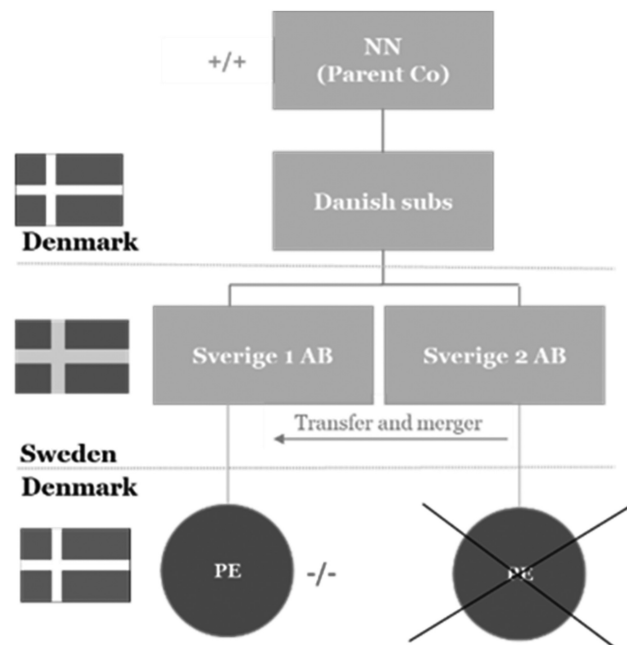 +/+
NN
(Parent Co)
Danish subs
Denmark
Sverige 1 AB
Sverige 2 AB
Transfer and merger
Sweden
Denmark
PE
-/-
PE